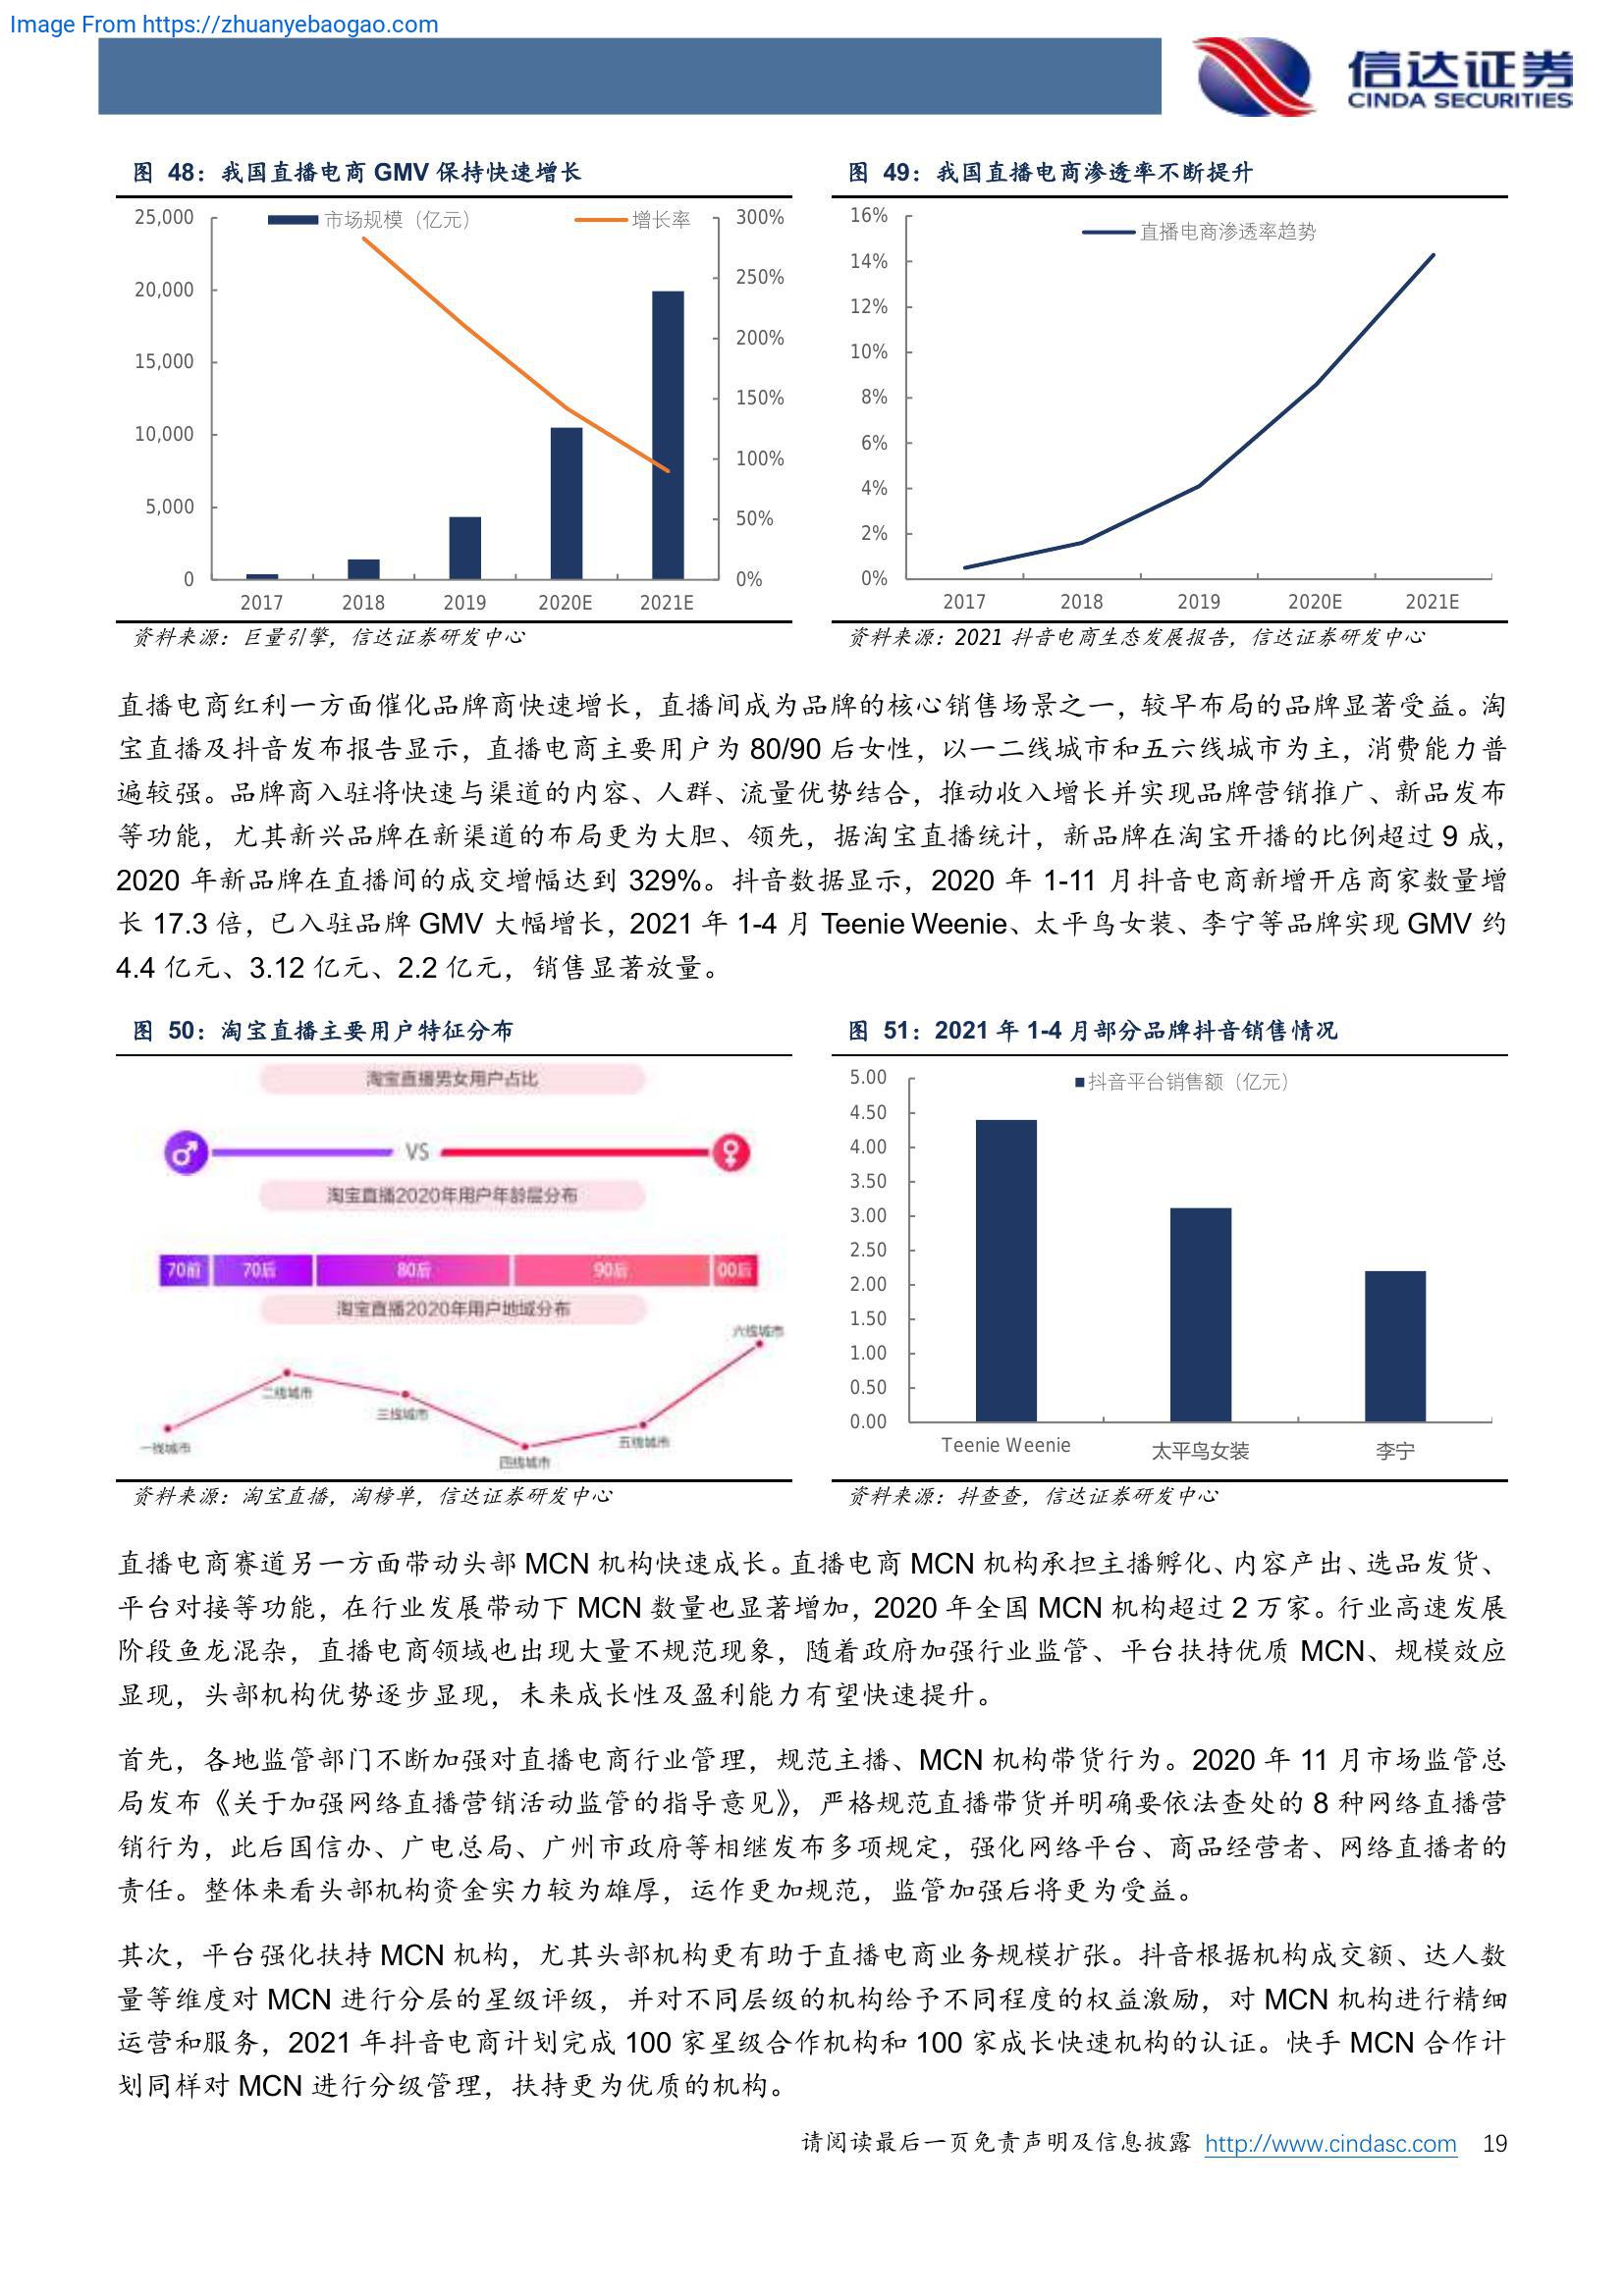 Image From https://zhuanyebaogao.com
信达证券
CINDA SECURITIES
图 48：我国直播电商 GMV 保持快速增长
市场规模（亿元）
增长率
25,000
20,000
15,000
10,000
5,000
0
300%
250%
200%
150%
100%
50%
0%
2017 2018 2019 2020E 2021E
资料来源：巨量引擎，信达证券研发中心
图 49：我国直播电商渗透率不断提升
直播电商渗透率趋势
16%
14%
12%
10%
8%
6%
4%
2%
0%
2017 2018 2019 2020E 2021E
资料来源：2021 抖音电商生态发展报告，信达证券研发中心
直播电商红利一方面催化品牌商快速增长，直播间成为品牌的核心销售场景之一，较早布局的品牌显著受益。淘
宝直播及抖音发布报告显示，直播电商主要用户为 80/90 后女性，以一二线城市和五六线城市为主，消费能力普
遍较强。品牌商入驻将快速与渠道的内容、人群、流量优势结合，推动收入增长并实现品牌营销推广、新品发布
等功能，尤其新兴品牌在新渠道的布局更为大胆、领先，据淘宝直播统计，新品牌在淘宝开播的比例超过 9 成，
2020 年新品牌在直播间的成交增幅达到 329%。抖音数据显示，2020 年 1-11 月抖音电商新增开店商家数量增
长 17.3 倍，已入驻品牌 GMV 大幅增长，2021 年 1-4 月 Teenie Weenie、太平鸟女装、李宁等品牌实现 GMV 约
4.4 亿元、3.12 亿元、2.2 亿元，销售显著放量。
图 50：淘宝直播主要用户特征分布
淘宝直播男女用户占比
VS
淘宝直播2020年用户年龄层分布
70前 70后 80后 90后 00后
淘宝直播2020年用户地域分布
一线城市
二线城市
三线城市
四线城市
五线城市
六线城市
资料来源：淘宝直播，淘榜单，信达证券研发中心
图 51：2021 年 1-4 月部分品牌抖音销售情况
抖音平台销售额（亿元）
5.00
4.50
4.00
3.50
3.00
2.50
2.00
1.50
1.00
0.50
0.00
Teenie Weenie 太平鸟女装 李宁
资料来源：抖查查，信达证券研发中心
直播电商赛道另一方面带动头部 MCN 机构快速成长。直播电商 MCN 机构承担主播孵化、内容产出、选品发货、
平台对接等功能，在行业发展带动下 MCN 数量也显著增加，2020 年全国 MCN 机构超过 2 万家。行业高速发展
阶段鱼龙混杂，直播电商领域也出现大量不规范现象，随着政府加强行业监管、平台扶持优质 MCN、规模效应
显现，头部机构优势逐步显现，未来成长性及盈利能力有望快速提升。
首先，各地监管部门不断加强对直播电商行业管理，规范主播、MCN 机构带货行为。2020 年 11 月市场监管总
局发布《关于加强网络直播营销活动监管的指导意见》，严格规范直播带货并明确要依法查处的 8 种网络直播营
销行为，此后国信办、广电总局、广州市政府等相继发布多项规定，强化网络平台、商品经营者、网络直播者的
责任。整体来看头部机构资金实力较为雄厚，运作更加规范，监管加强后将更为受益。
其次，平台强化扶持 MCN 机构，尤其头部机构更有助于直播电商业务规模扩张。抖音根据机构成交额、达人数
量等维度对 MCN 进行分层的星级评级，并对不同层级的机构给予不同程度的权益激励，对 MCN 机构进行精细
运营和服务，2021 年抖音电商计划完成 100 家星级合作机构和 100 家成长快速机构的认证。快手 MCN 合作计
划同样对 MCN 进行分级管理，扶持更为优质的机构。
请阅读最后一页免责声明及信息披露 http://www.cindasc.com 19